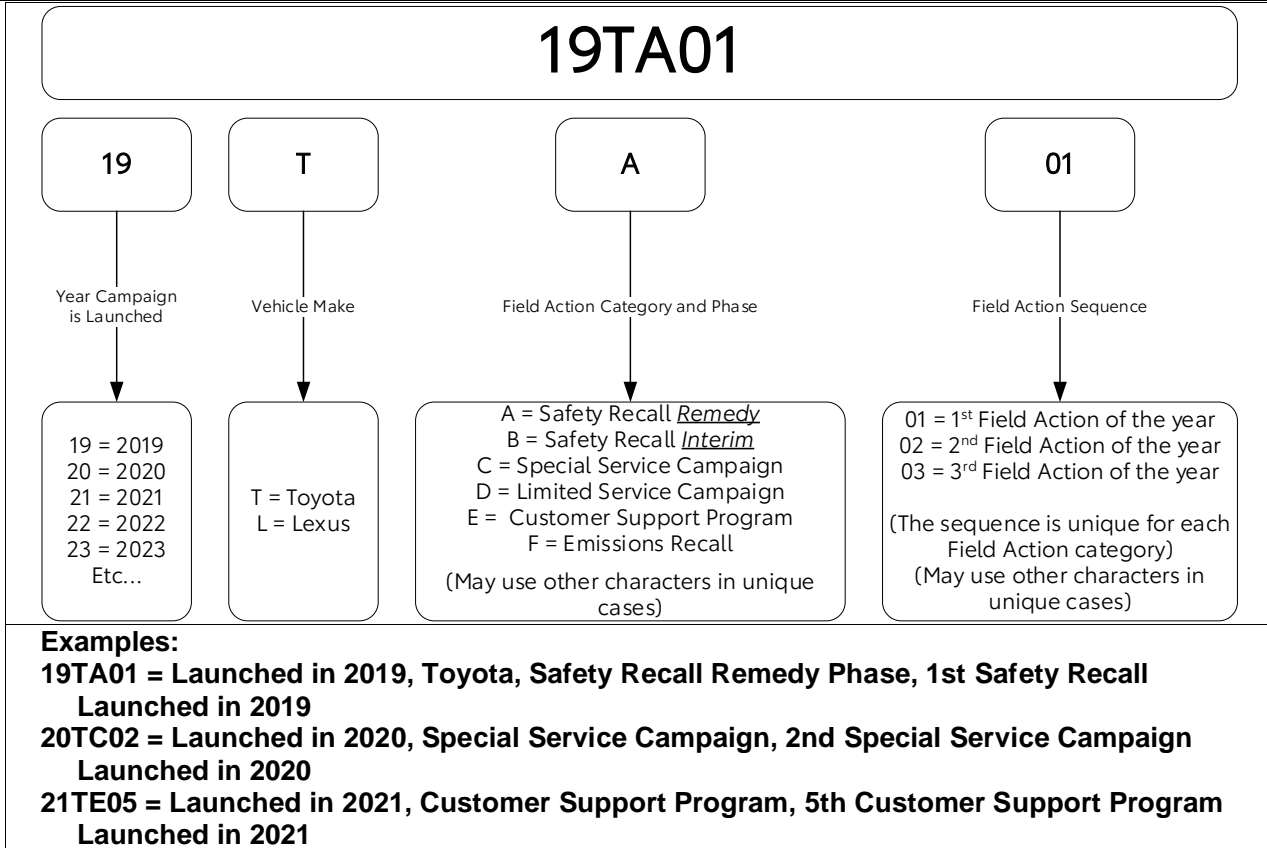 19TA01
19
T
A
01
Year Campaign
is Launched
Vehicle Make
Field Action Category and Phase
Field Action Sequence
19 = 2019
20 = 2020
21 = 2021
22 = 2022
23 = 2023
Etc...
T = Toyota
L = Lexus
A = Safety Recall Remedy
B = Safety Recall Interim
C = Special Service Campaign
D = Limited Service Campaign
E =  Customer Support Program
F = Emissions Recall
(May use other characters in unique
cases)
01 = 1st Field Action of the year
02 = 2nd Field Action of the year
03 = 3rd Field Action of the year
(The sequence is unique for each
Field Action category)
(May use other characters in
unique cases)
Examples:
19TA01 = Launched in 2019, Toyota, Safety Recall Remedy Phase, 1st Safety Recall
Launched in 2019
20TC02 = Launched in 2020, Special Service Campaign, 2nd Special Service Campaign
Launched in 2020
21TE05 = Launched in 2021, Customer Support Program, 5th Customer Support Program
Launched in 2021